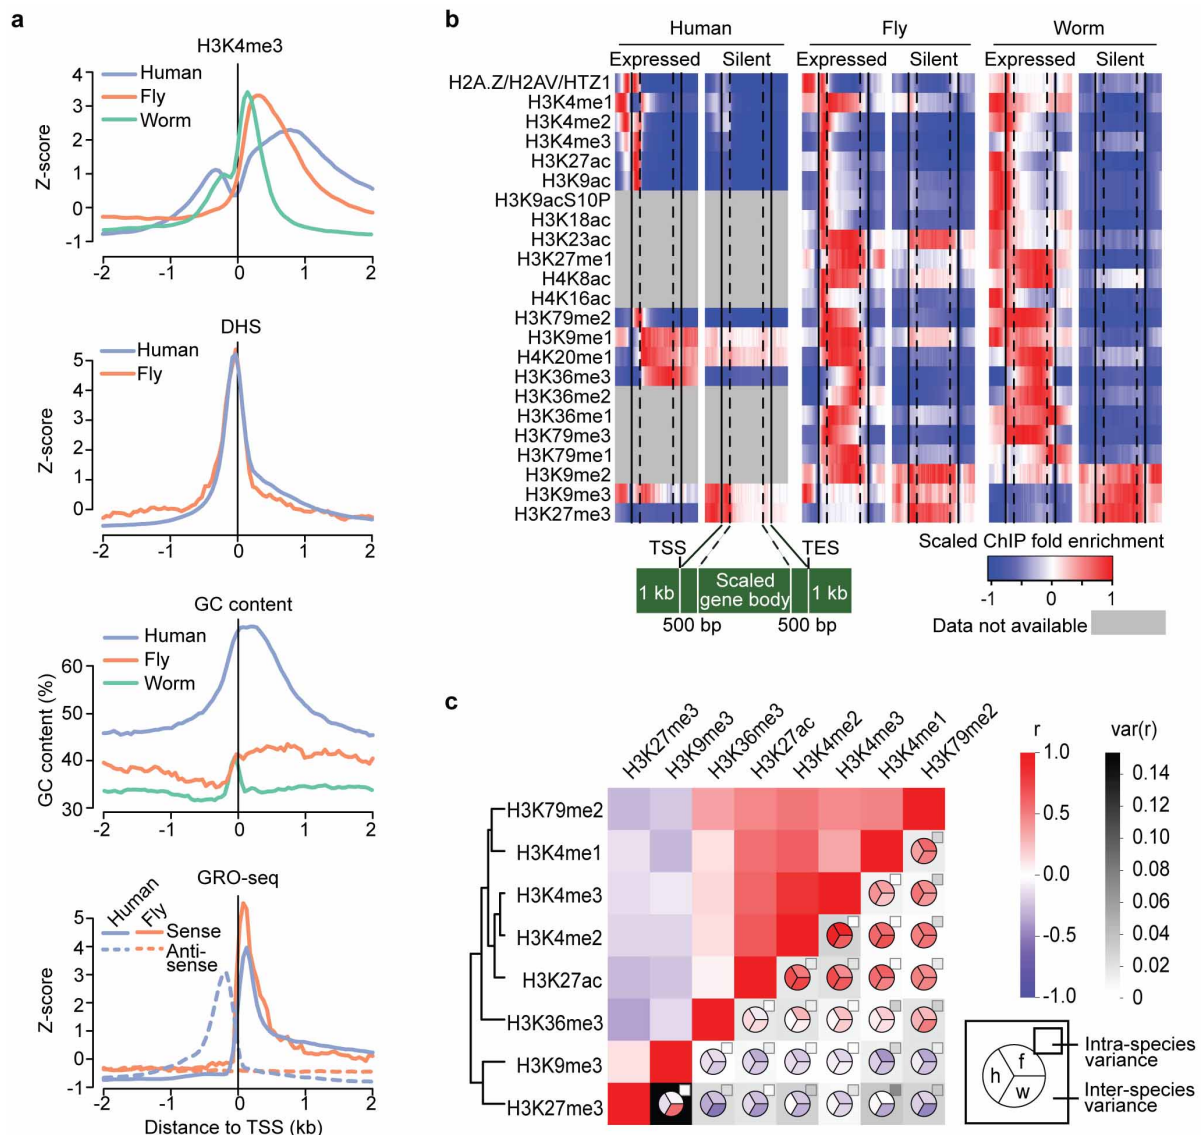 a
H3K4me3
4
3
2
1
0
-1
Z-score
Human
Fly
Worm
-2 -1 0 1 2
DHS
5
4
3
2
1
0
Z-score
Human
Fly
-2 -1 0 1 2
GC content
60
50
40
30
GC content (%)
Human
Fly
Worm
-2 -1 0 1 2
GRO-seq
5
4
3
2
1
0
-1
Z-score
Human
Fly
Sense
Anti-
sense
-2 -1 0 1 2
Distance to TSS (kb)
b
Human Fly Worm
Expressed Silent Expressed Silent Expressed Silent
H2A.Z/H2AV/HTZ1
H3K4me1
H3K4me2
H3K4me3
H3K27ac
H3K9ac
H3K9acS10P
H3K18ac
H3K23ac
H3K27me1
H4K8ac
H4K16ac
H3K79me2
H3K9me1
H4K20me1
H3K36me3
H3K36me2
H3K36me1
H3K79me3
H3K79me1
H3K9me2
H3K9me3
H3K27me3
TSS TES
1 kb Scaled gene body 1 kb
500 bp 500 bp
Scaled ChIP fold enrichment
-1 0 1
Data not available
c
H3K27me3
H3K9me3
H3K36me3
H3K27ac
H3K4me2
H3K4me3
H3K4me1
H3K79me2
H3K79me2
H3K4me1
H3K4me3
H3K4me2
H3K27ac
H3K36me3
H3K9me3
H3K27me3
r
1.0
0.5
0.0
-0.5
-1.0
var(r)
0.14
0.12
0.10
0.08
0.06
0.04
0.02
0
h f w
Intra-species
variance
Inter-species
variance